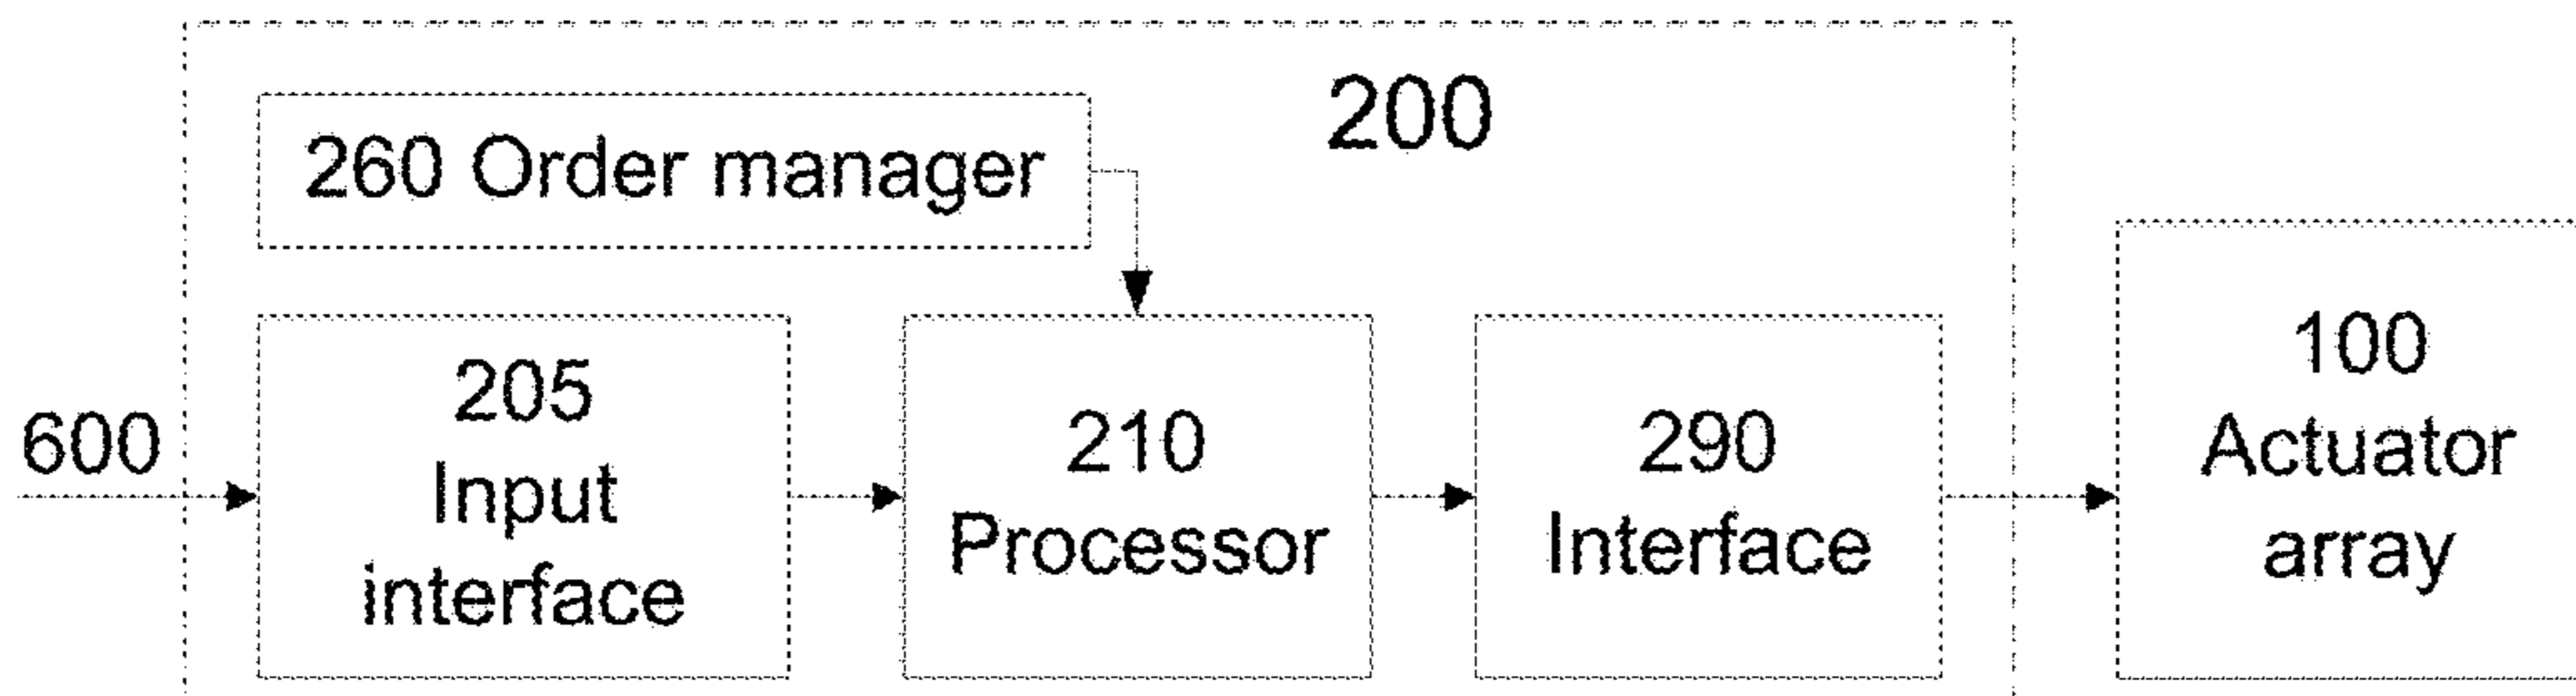 200
260 Order manager
600
205
Input
interface
210
Processor
290
Interface
100
Actuator
array